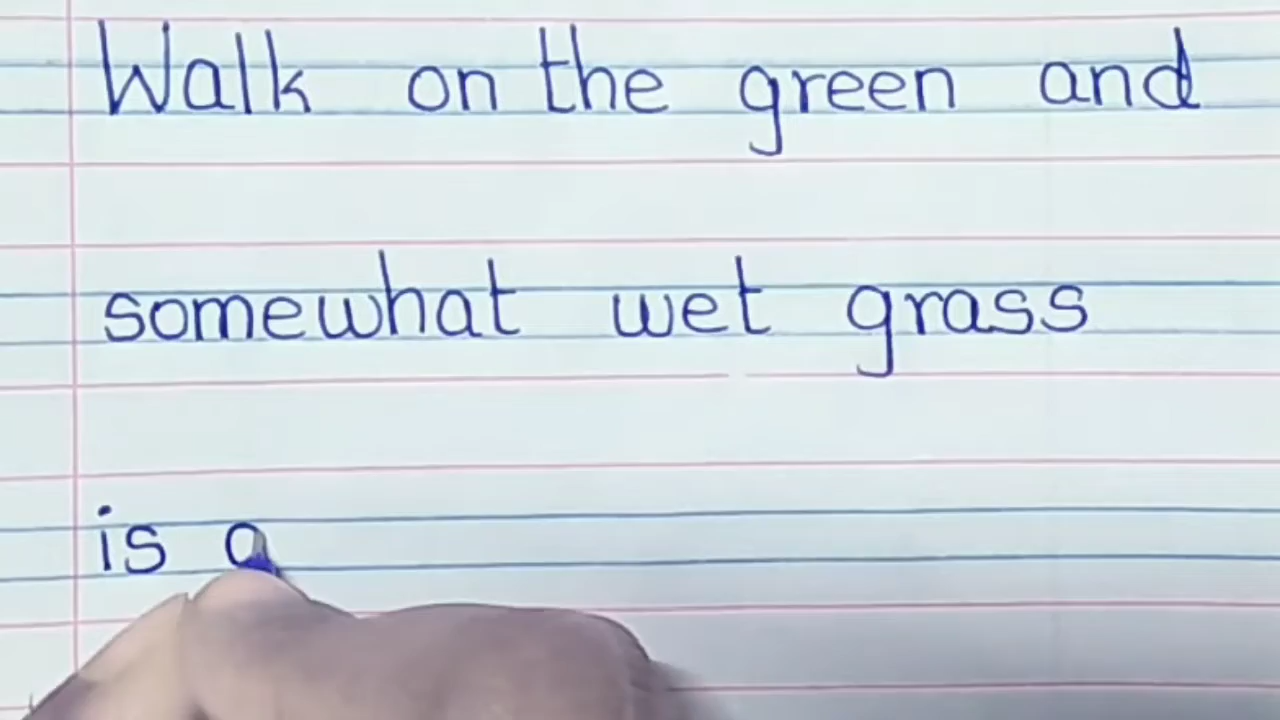 Walk on the green and
somewhat wet grass
is